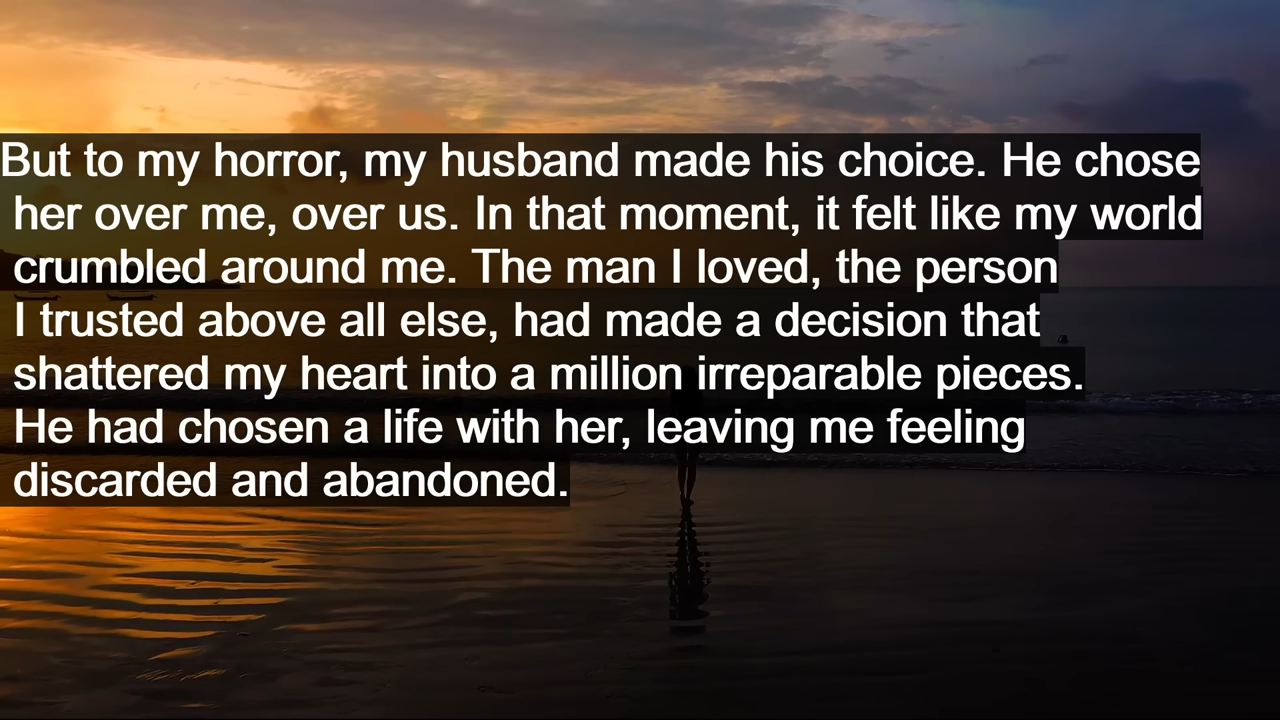 But to my horror, my husband made his choice. He chose
her over me, over us. In that moment, it felt like my world
crumbled around me. The man I loved, the person
I trusted above all else, had made a decision that
shattered my heart into a million irreparable pieces.
He had chosen a life with her, leaving me feeling
discarded and abandoned.